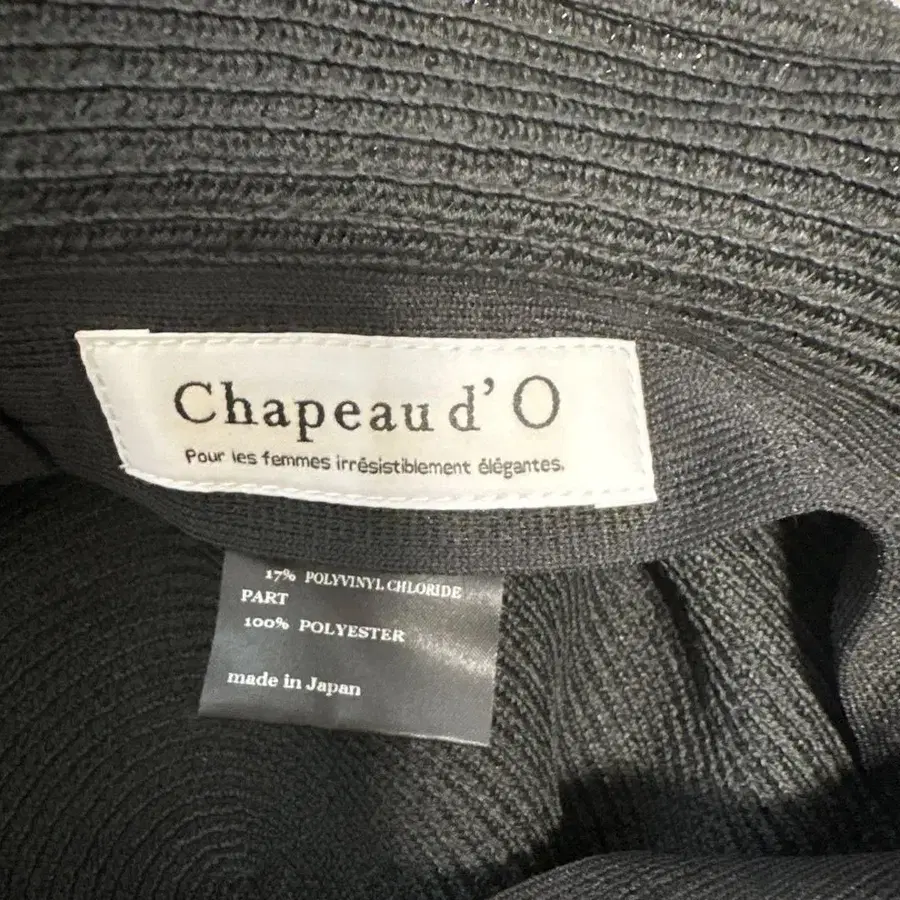 Chapeau d' O
Pour les femmes irrésistiblement élégantes.
17% POLYVINYL CHLORIDE
PART
100% POLYESTER
made in Japan